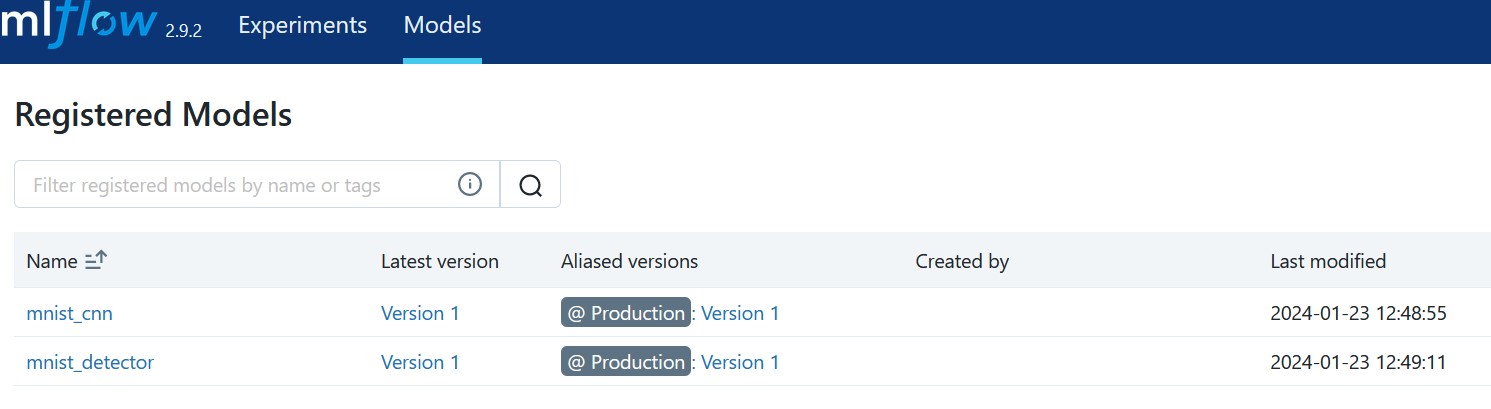 mlflow 2.9.2 Experiments Models
Registered Models
Filter registered models by name or tags
Name Latest version Aliased versions Created by Last modified
mnist_cnn Version 1 @ Production: Version 1 2024-01-23 12:48:55
mnist_detector Version 1 @ Production: Version 1 2024-01-23 12:49:11